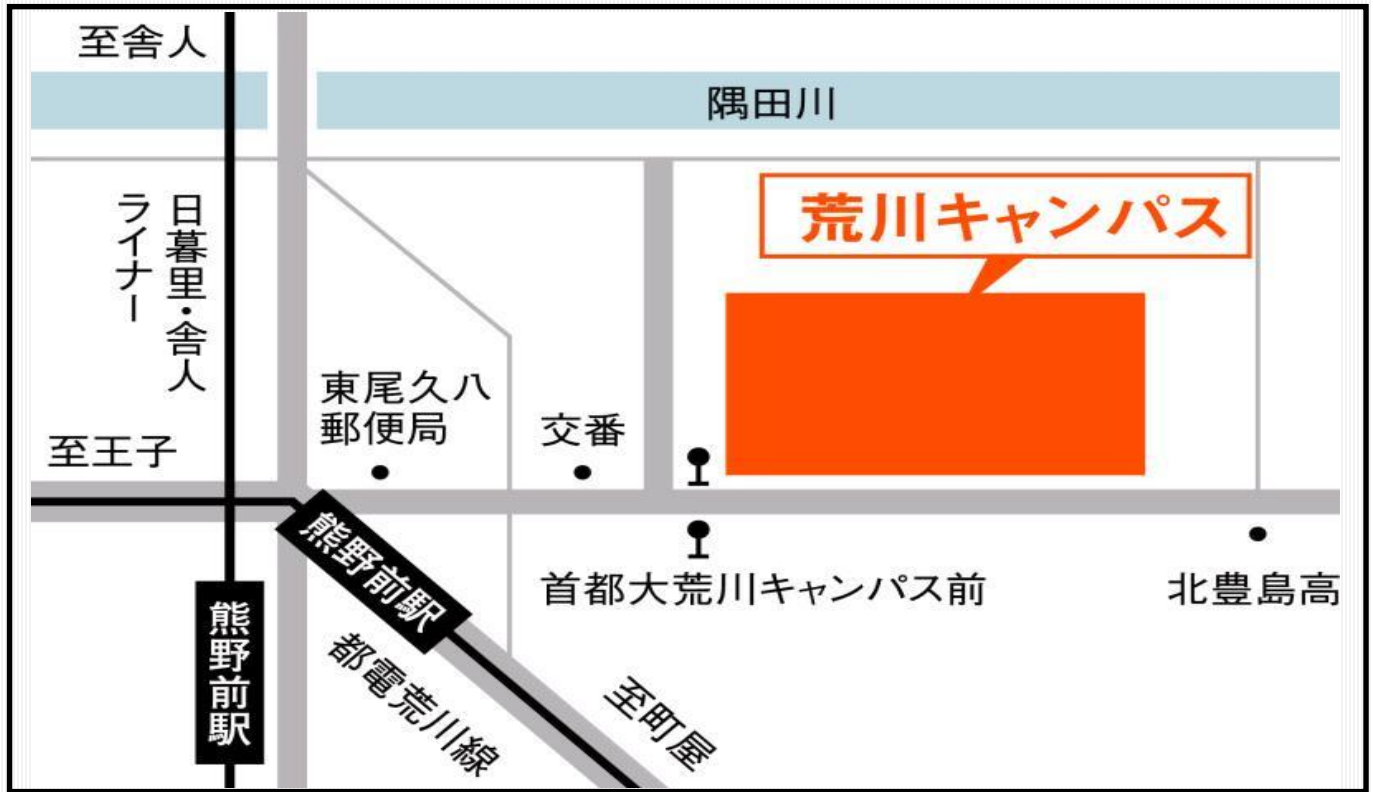 至舎人
隅田川
荒川キャンパス
日暮里・舎人
ライナー
東尾久八
郵便局
交番
至王子
熊野前駅
首都大荒川キャンパス前
北豊島高
熊野前駅
都電荒川線
至町屋